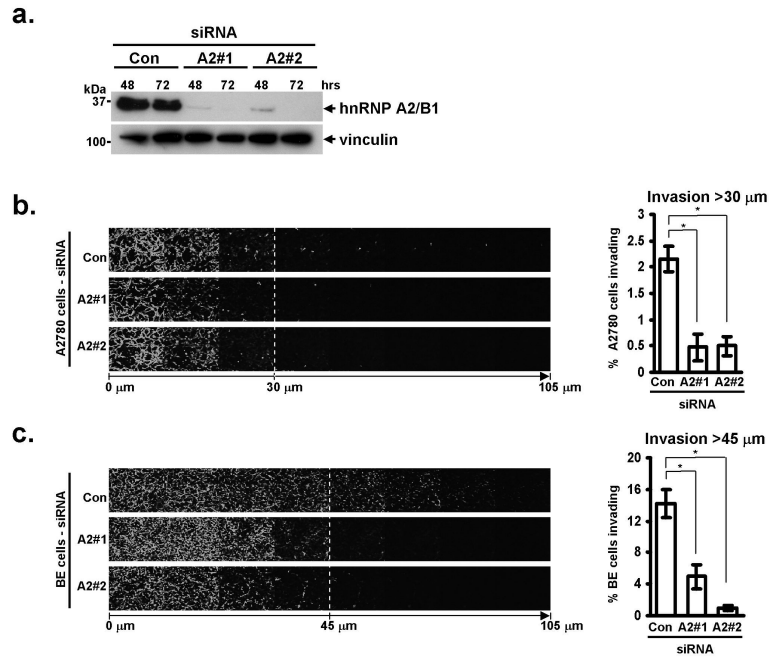 a.
siRNA
Con A2#1 A2#2
48 72 48 72 48 72 hrs
kDa
37
hnRNP A2/B1
100
vinculin
b.
A2780 cells - siRNA
Con
A2#1
A2#2
0 μm 30 μm 105 μm
Invasion >30 μm
% A2780 cells invading
3
2.5
2
1.5
1
0.5
0
* *
Con A2#1 A2#2
siRNA
c.
BE cells - siRNA
Con
A2#1
A2#2
0 μm 45 μm 105 μm
Invasion >45 μm
% BE cells invading
20
16
12
8
4
0
* *
Con A2#1 A2#2
siRNA